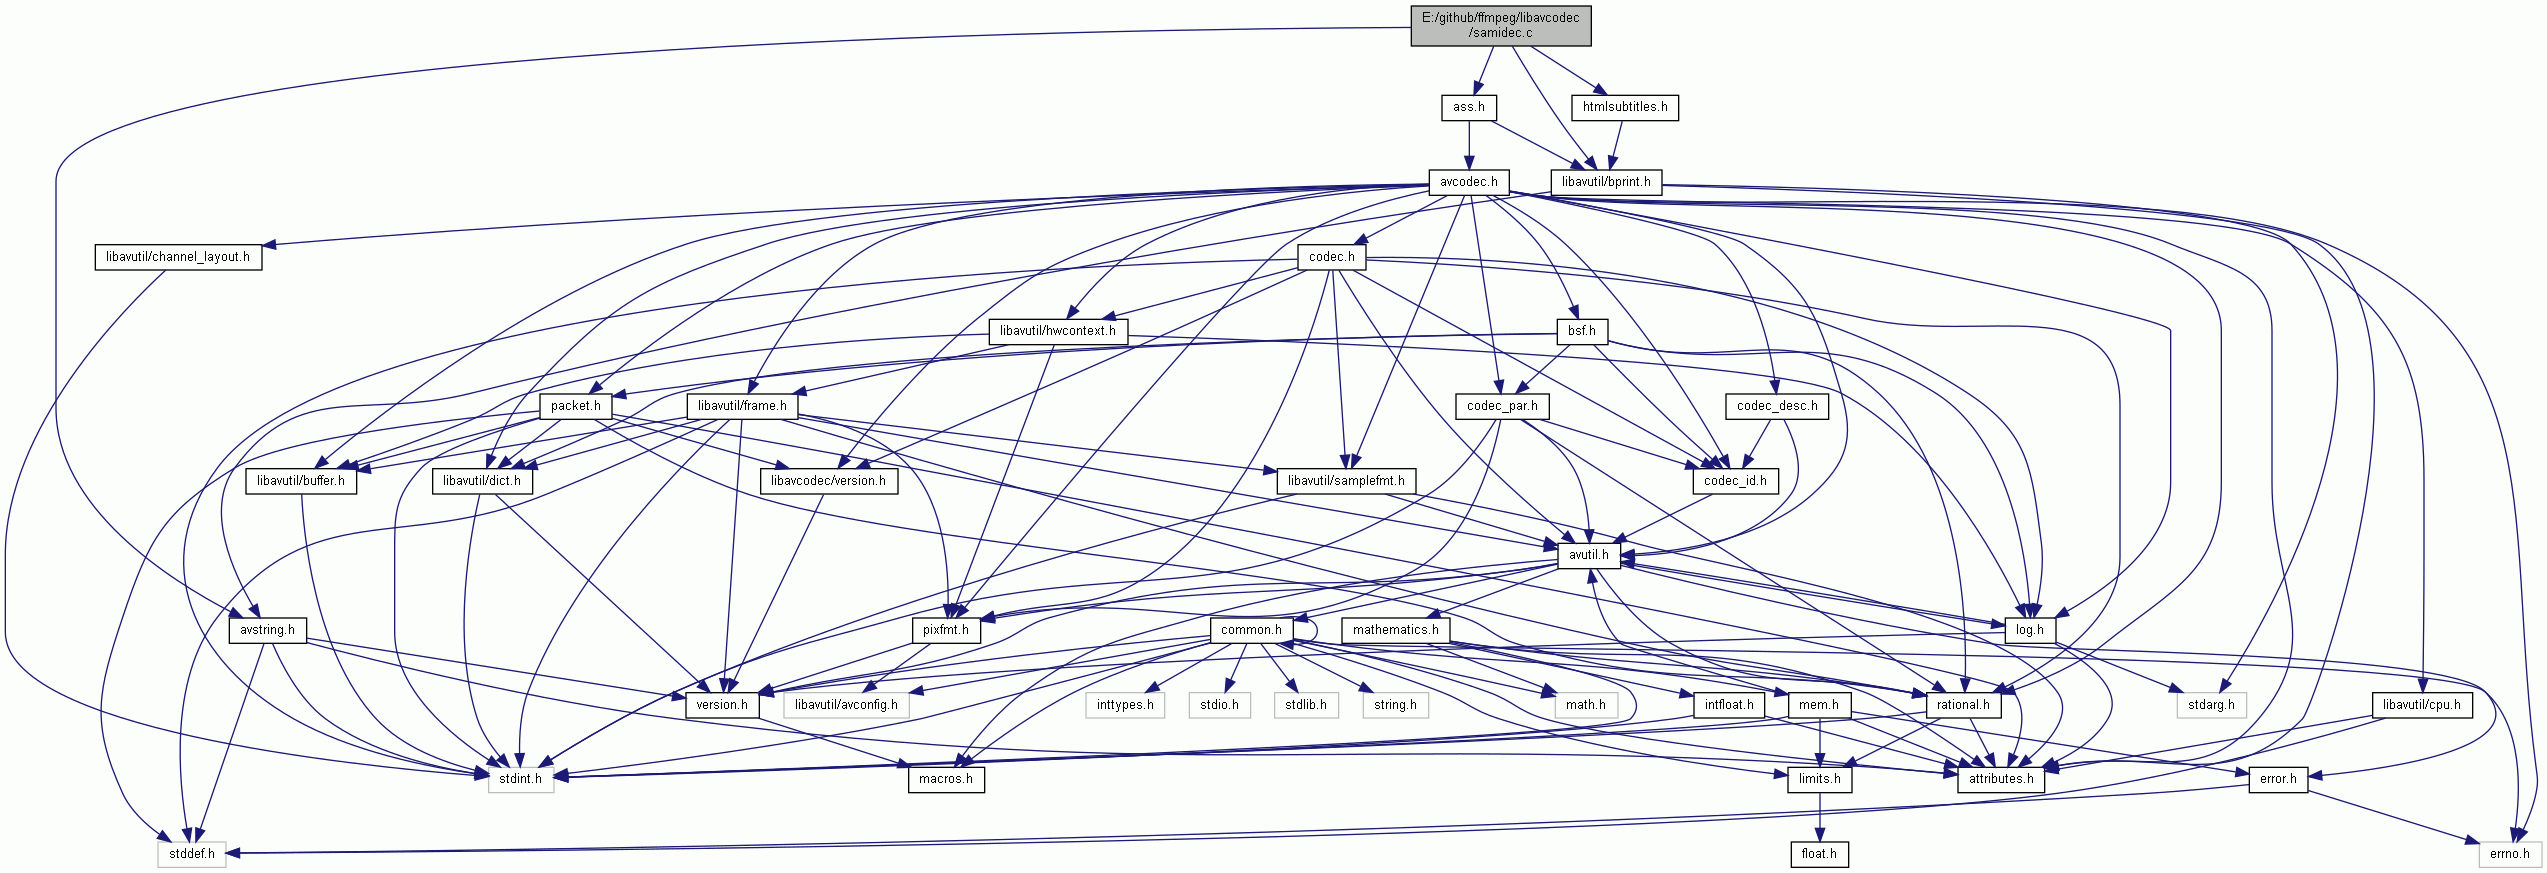 E:/github/ffmpeg/libavcodec
/samidec.c
ass.h
htmlsubtitles.h
avcodec.h
libavutil/bprint.h
libavutil/channel_layout.h
codec.h
libavutil/hwcontext.h
bsf.h
packet.h
libavutil/frame.h
codec_par.h
codec_desc.h
libavutil/buffer.h
libavutil/dict.h
libavcodec/version.h
libavutil/samplefmt.h
codec_id.h
avutil.h
avstring.h
pixfmt.h
common.h
mathematics.h
log.h
version.h
libavutil/avconfig.h
inttypes.h
stdio.h
stdlib.h
string.h
math.h
intfloat.h
mem.h
rational.h
stdarg.h
libavutil/cpu.h
stdint.h
macros.h
limits.h
attributes.h
error.h
stddef.h
float.h
errno.h